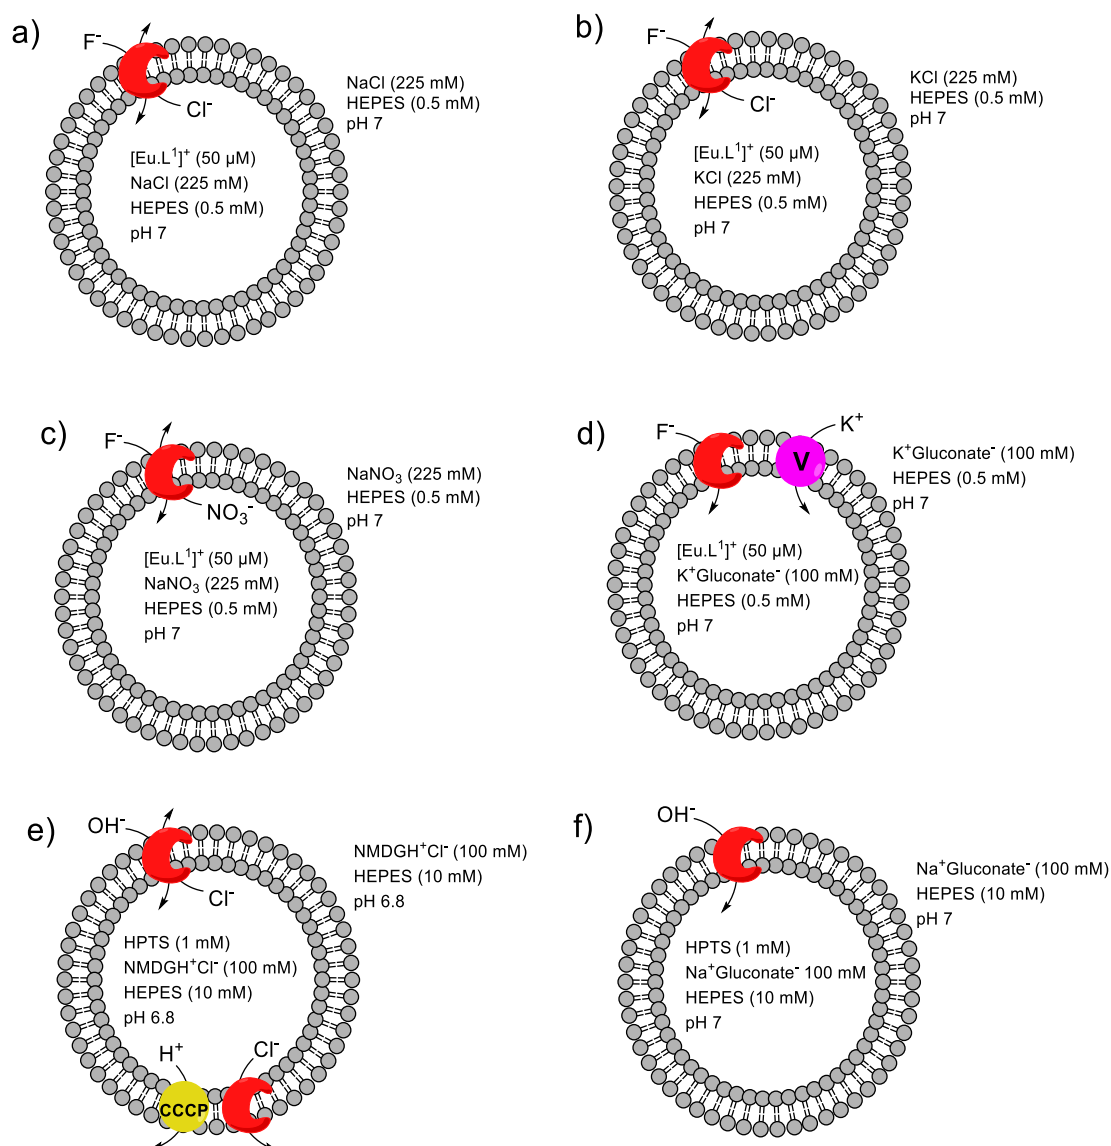 a)
F⁻
Cl⁻
NaCl (225 mM)
HEPES (0.5 mM)
pH 7
[Eu.L¹]⁺ (50 µM)
NaCl (225 mM)
HEPES (0.5 mM)
pH 7
b)
F⁻
Cl⁻
KCl (225 mM)
HEPES (0.5 mM)
pH 7
[Eu.L¹]⁺ (50 µM)
KCl (225 mM)
HEPES (0.5 mM)
pH 7
c)
F⁻
NO₃⁻
NaNO₃ (225 mM)
HEPES (0.5 mM)
pH 7
[Eu.L¹]⁺ (50 µM)
NaNO₃ (225 mM)
HEPES (0.5 mM)
pH 7
d)
F⁻
K⁺
V
K⁺Gluconate⁻ (100 mM)
HEPES (0.5 mM)
pH 7
[Eu.L¹]⁺ (50 µM)
K⁺Gluconate⁻ (100 mM)
HEPES (0.5 mM)
pH 7
e)
OH⁻
Cl⁻
NMDGH⁺Cl⁻ (100 mM)
HEPES (10 mM)
pH 6.8
HPTS (1 mM)
NMDGH⁺Cl⁻ (100 mM)
HEPES (10 mM)
pH 6.8
H⁺
Cl⁻
CCCP
f)
OH⁻
Na⁺Gluconate⁻ (100 mM)
HEPES (10 mM)
pH 7
HPTS (1 mM)
Na⁺Gluconate⁻ 100 mM
HEPES (10 mM)
pH 7